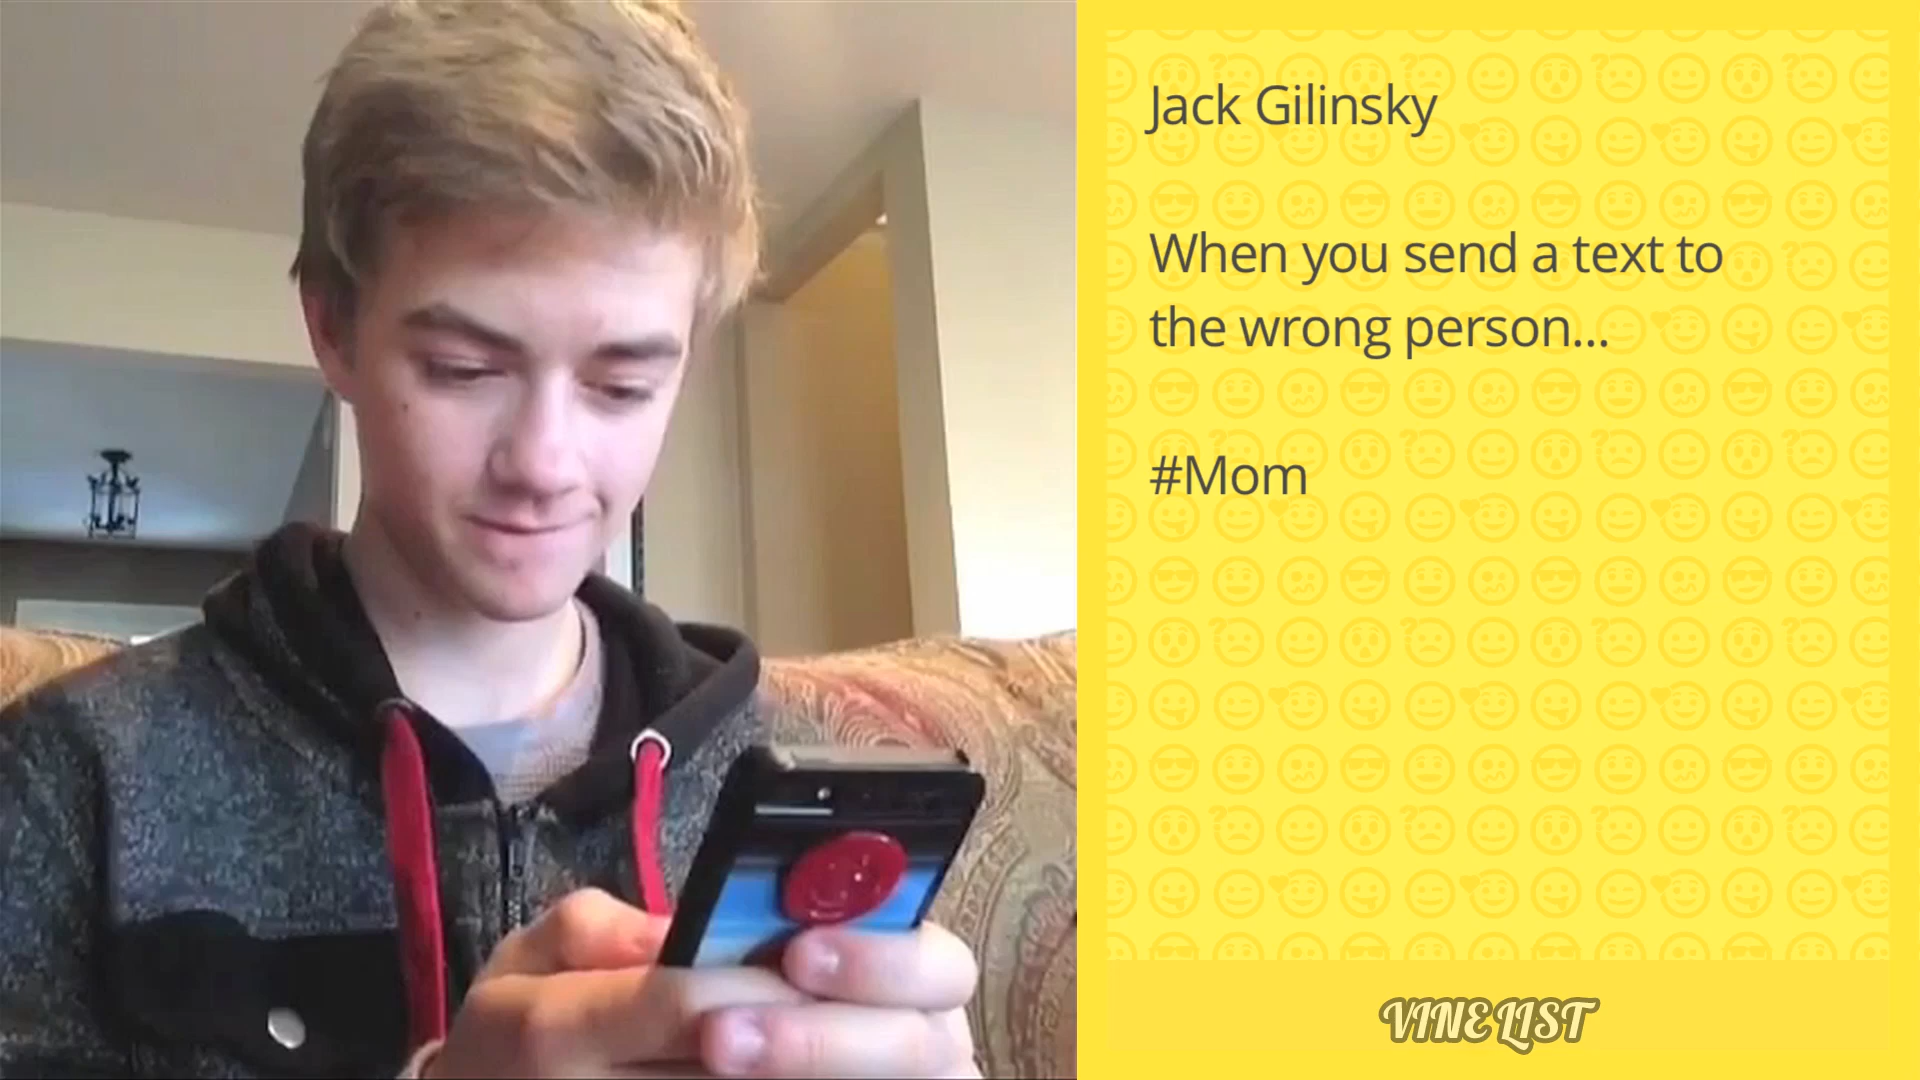 Jack Gilinsky
When you send a text to
the wrong person...
#Mom
VINE LIST